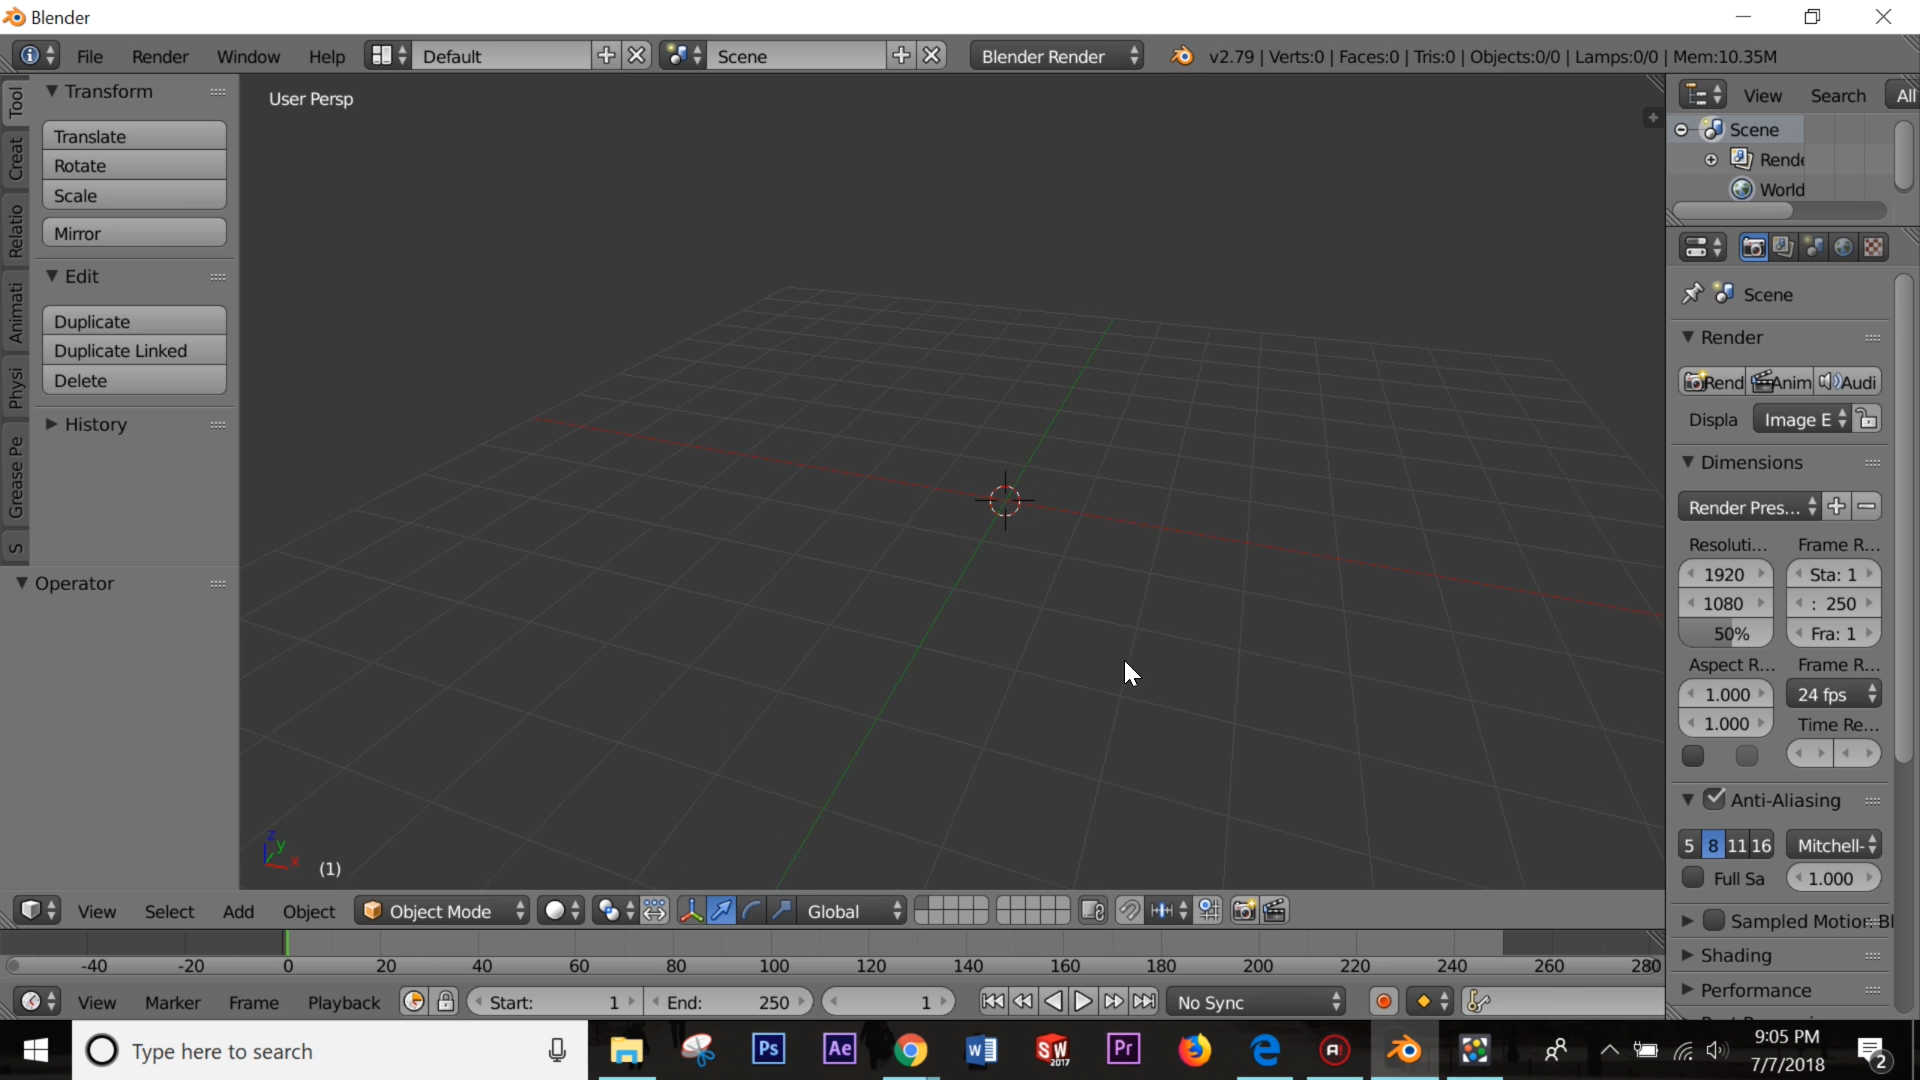 Blender
File Render Window Help Default Scene Blender Render v2.79 | Verts:0 | Faces:0 | Tris:0 | Objects:0/0 | Lamps:0/0 | Mem:10.35M
Tool
Creat
Relatio
Animati
Physi
Grease Pe
S
Transform
Translate
Rotate
Scale
Mirror
Edit
Duplicate
Duplicate Linked
Delete
History
Operator
User Persp
z
y
x
(1)
View Search All
Scene
Rende
World
Scene
Render
Rend Anim Audi
Displa Image E
Dimensions
Render Pres...
Resoluti... Frame R...
1920 Sta: 1
1080 : 250
50% Fra: 1
Aspect R... Frame R...
1.000 24 fps
1.000 Time Re...
Anti-Aliasing
5 8 11 16 Mitchell-
Full Sa 1.000
Sampled Motion Bl
Shading
Performance
View Select Add Object Object Mode Global
-40 -20 0 20 40 60 80 100 120 140 160 180 200 220 240 260 280
View Marker Frame Playback Start: 1 End: 250 1 No Sync
Type here to search
Ps
Ae
W
SW
2017
Pr
9:05 PM
7/7/2018
2